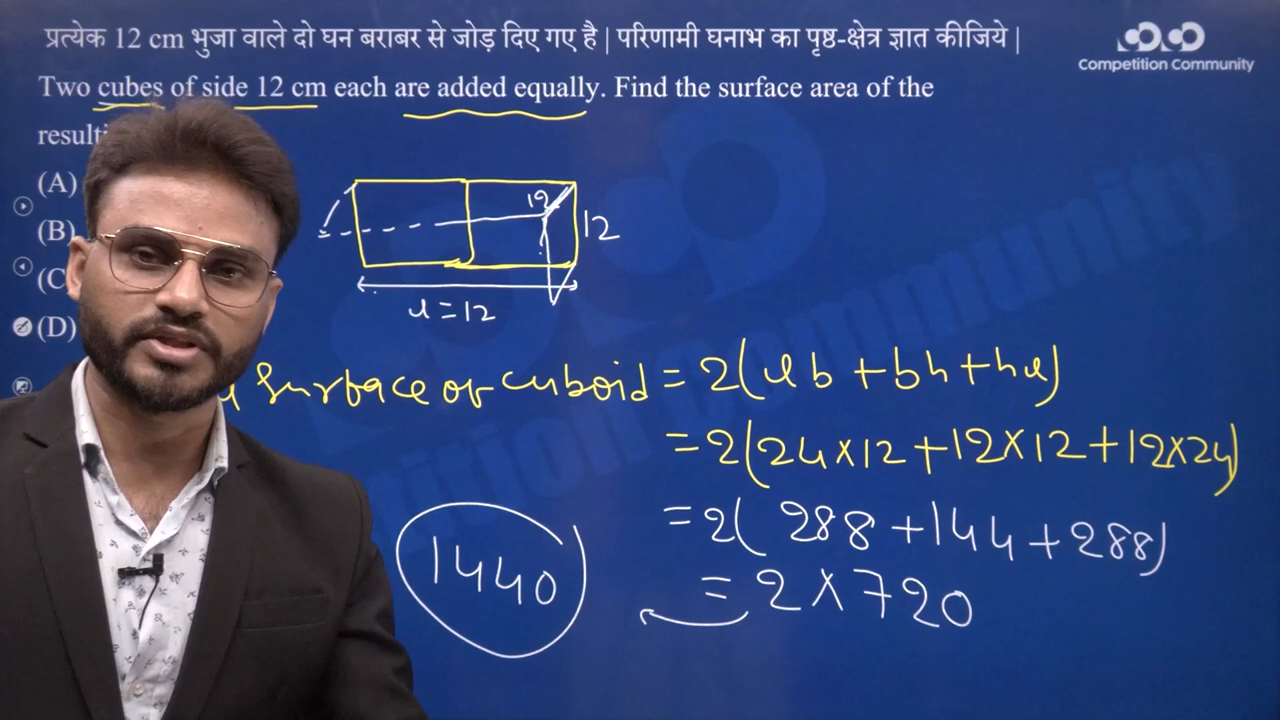 प्रत्येक 12 cm भुजा वाले दो घन बराबर से जोड़ दिए गए है | परिणामी घनाभ का पृष्ठ-क्षेत्र ज्ञात कीजिये |
Competition Community
Two cubes of side 12 cm each are added equally. Find the surface area of the
(A)
(B)
(C
(D)
12
12
l = 12
Surface of cuboid = 2(lb + bh + hl)
= 2(24×12 + 12×12 + 12×24)
= 2( 288 + 144 + 288)
= 2 × 720
1440
community